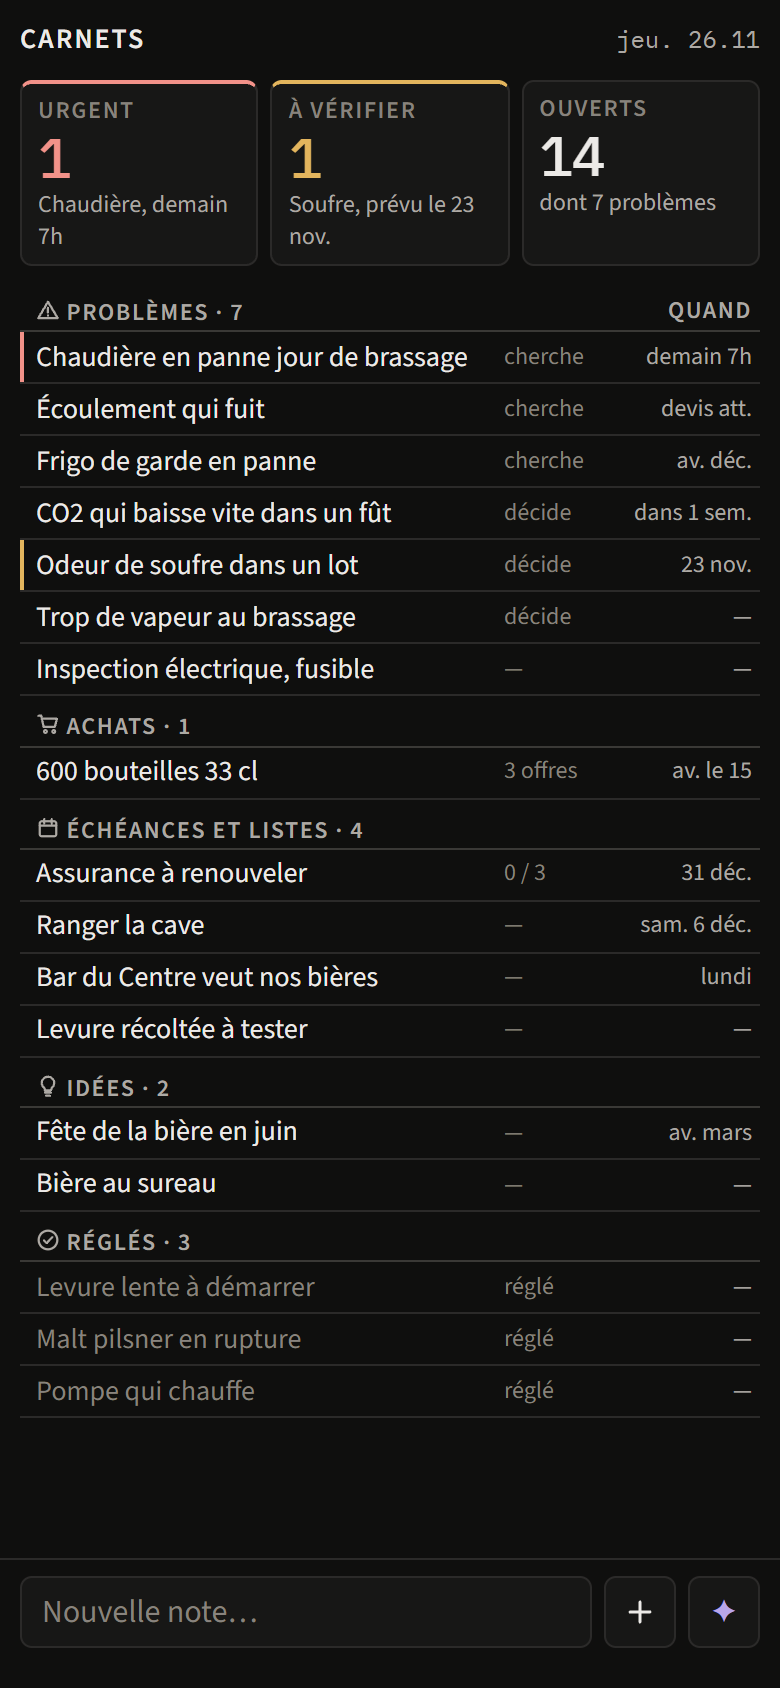 CARNETS
jeu. 26.11
URGENT
1
Chaudière, demain
7h
À VÉRIFIER
1
Soufre, prévu le 23
nov.
OUVERTS
14
dont 7 problèmes
PROBLÈMES · 7 QUAND
Chaudière en panne jour de brassage cherche demain 7h
Écoulement qui fuit cherche devis att.
Frigo de garde en panne cherche av. déc.
CO2 qui baisse vite dans un fût décide dans 1 sem.
Odeur de soufre dans un lot décide 23 nov.
Trop de vapeur au brassage décide —
Inspection électrique, fusible — —
ACHATS · 1
600 bouteilles 33 cl 3 offres av. le 15
ÉCHÉANCES ET LISTES · 4
Assurance à renouveler 0 / 3 31 déc.
Ranger la cave — sam. 6 déc.
Bar du Centre veut nos bières — lundi
Levure récoltée à tester — —
IDÉES · 2
Fête de la bière en juin — av. mars
Bière au sureau — —
RÉGLÉS · 3
Levure lente à démarrer réglé —
Malt pilsner en rupture réglé —
Pompe qui chauffe réglé —
Nouvelle note…